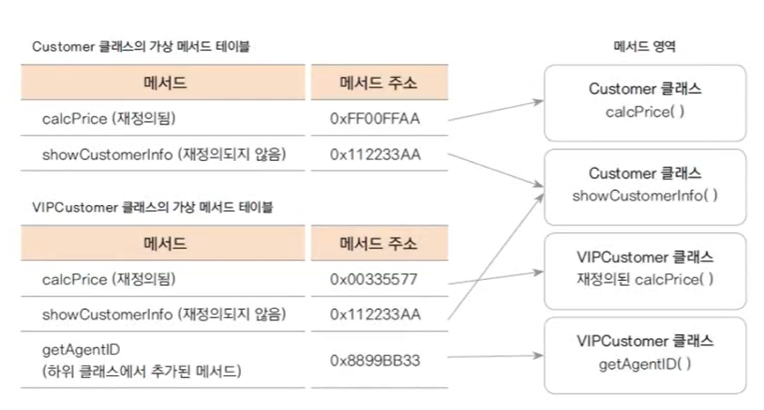 Customer 클래스의 가상 메서드 테이블
메서드 메서드 주소
calcPrice (재정의됨) 0xFF00FFAA
showCustomerInfo (재정의되지 않음) 0x112233AA
VIPCustomer 클래스의 가상 메서드 테이블
메서드 메서드 주소
calcPrice (재정의됨) 0x00335577
showCustomerInfo (재정의되지 않음) 0x112233AA
getAgentID
(하위 클래스에서 추가된 메서드) 0x8899BB33
메서드 영역
Customer 클래스
calcPrice( )
Customer 클래스
showCustomerInfo( )
VIPCustomer 클래스
재정의된 calcPrice( )
VIPCustomer 클래스
getAgentID( )